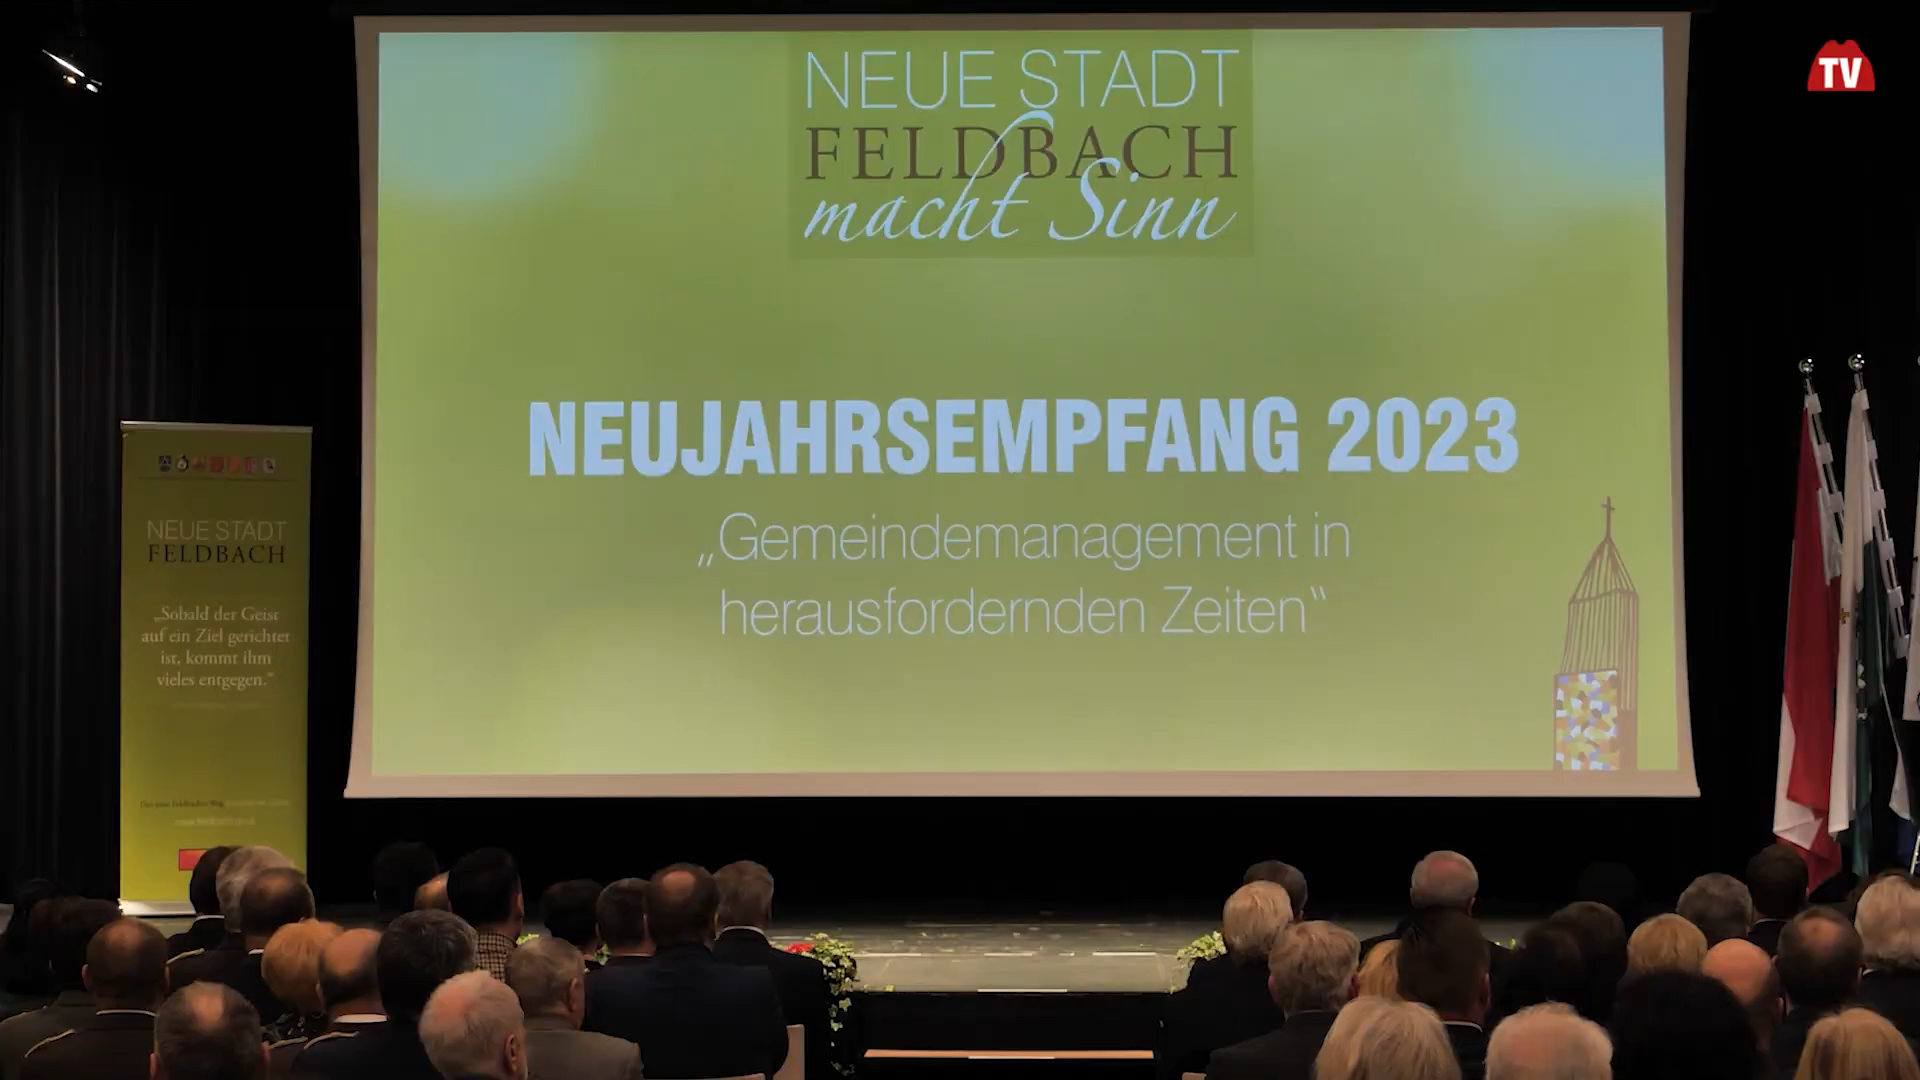 TV
NEUE STADT
FELDBACH
macht Sinn
NEUJAHRSEMPFANG 2023
„Gemeindemanagement in
herausfordernden Zeiten“
NEUE STADT
FELDBACH
„Sobald der Geist
auf ein Ziel gerichtet
ist, kommt ihm
vieles entgegen.“